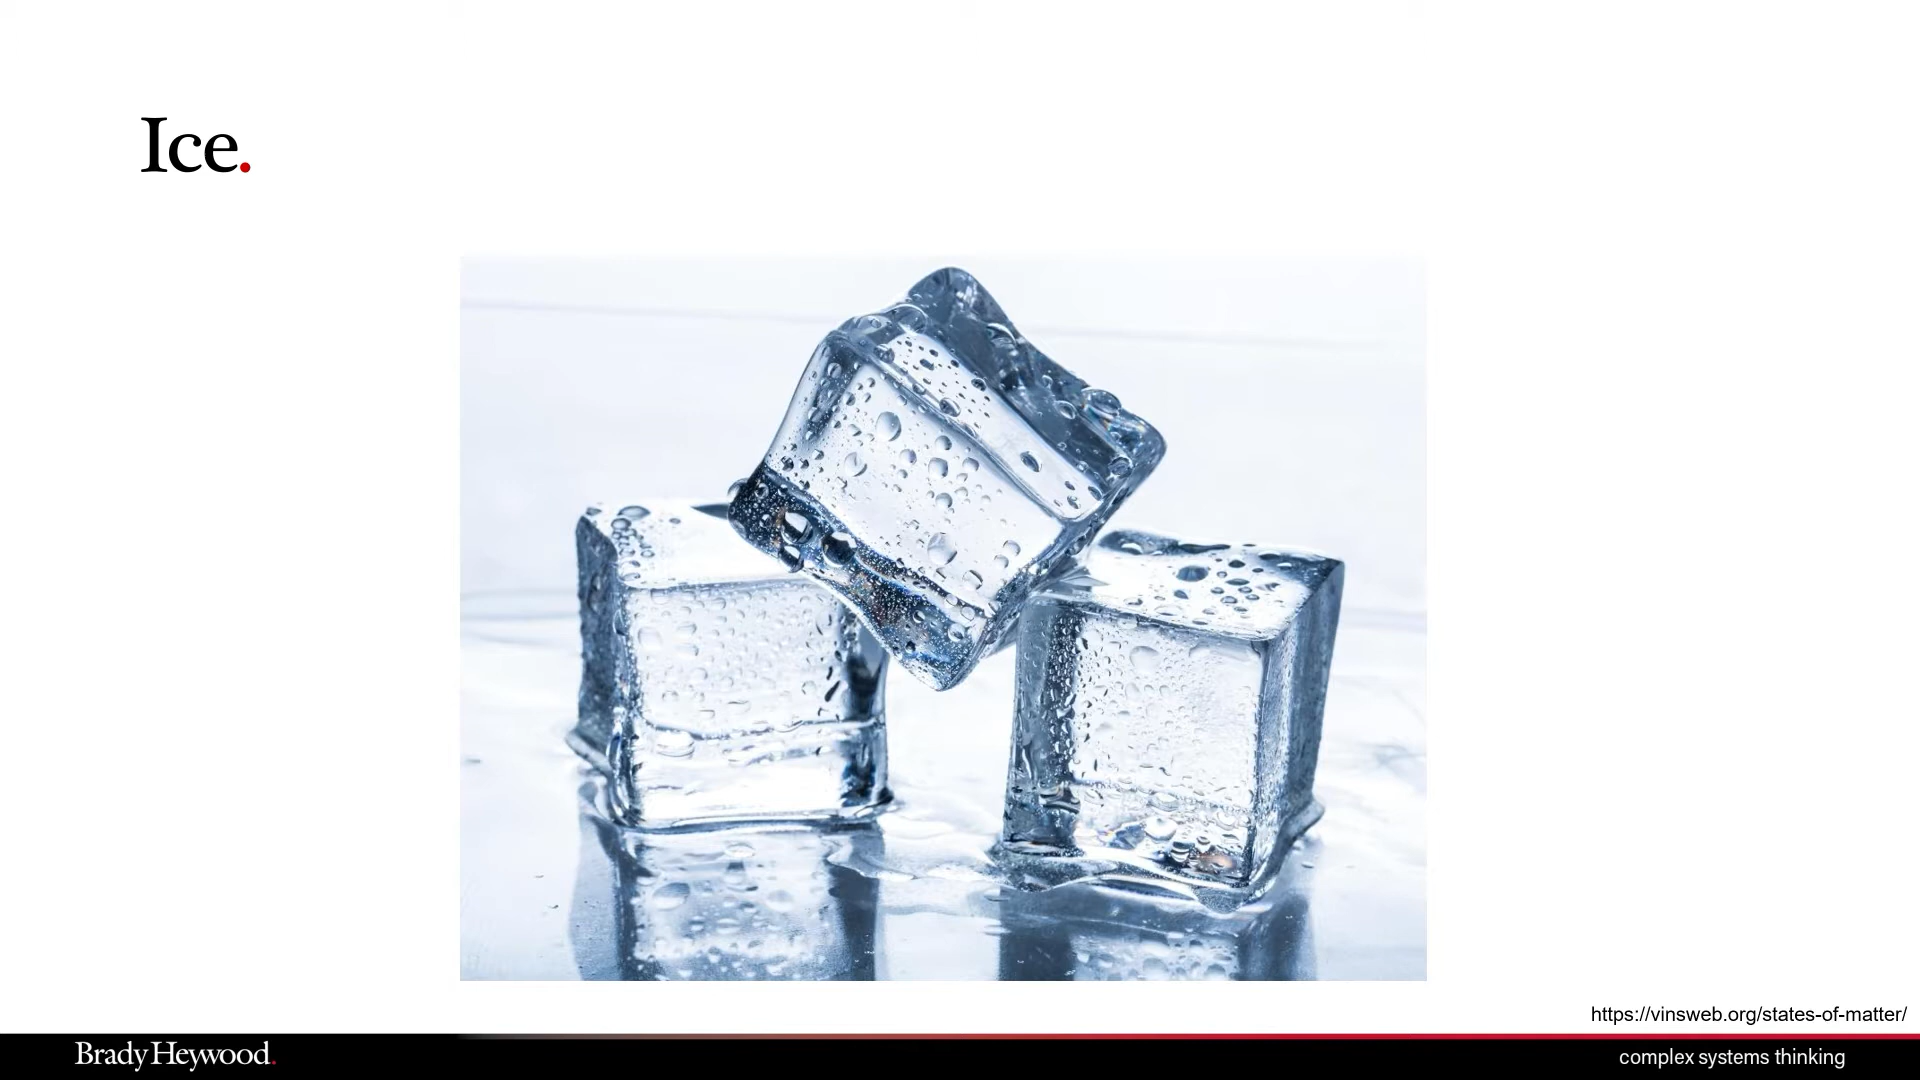 Ice.
https://vinsweb.org/states-of-matter/
Brady Heywood.
complex systems thinking